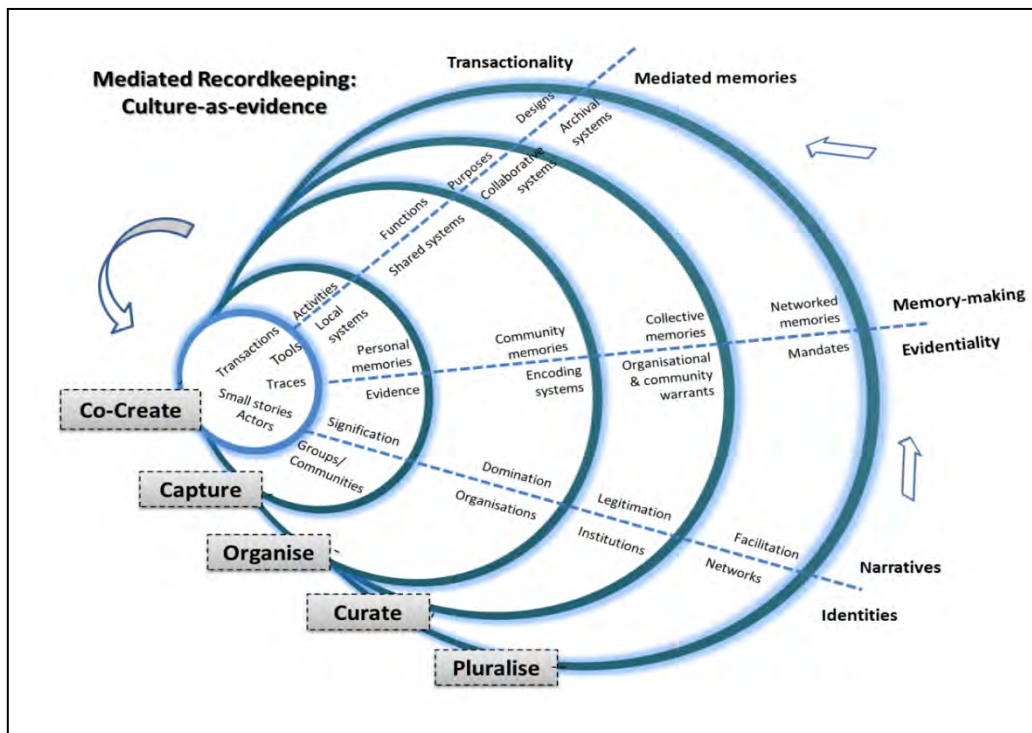 Mediated Recordkeeping:
Culture-as-evidence
Transactionality
Mediated memories
Designs
Archival
systems
Purposes
Collaborative
systems
Functions
Shared systems
Activities
Local
systems
Transactions
Tools
Traces
Small stories
Actors
Personal
memories
Evidence
Community
memories
Encoding
systems
Collective
memories
Organisational
& community
warrants
Networked
memories
Mandates
Memory-making
Evidentiality
Signification
Groups/
Communities
Domination
Organisations
Legitimation
Institutions
Facilitation
Networks
Narratives
Identities
Co-Create
Capture
Organise
Curate
Pluralise